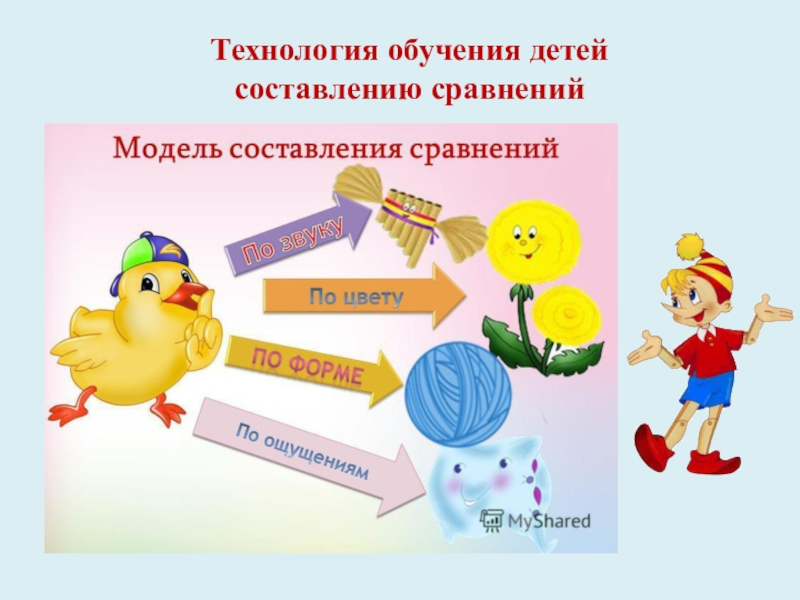 Технология обучения детей
составлению сравнений
Модель составления сравнений
По звуку
По цвету
ПО ФОРМЕ
По ощущениям
MyShared